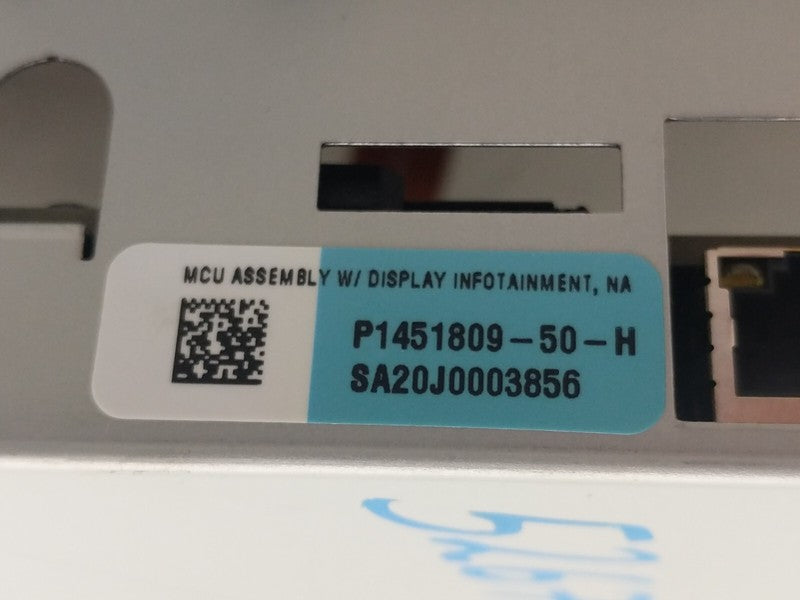 MCU ASSEMBLY W/ DISPLAY INFOTAINMENT, NA
P1451809-50-H
SA20J0003856